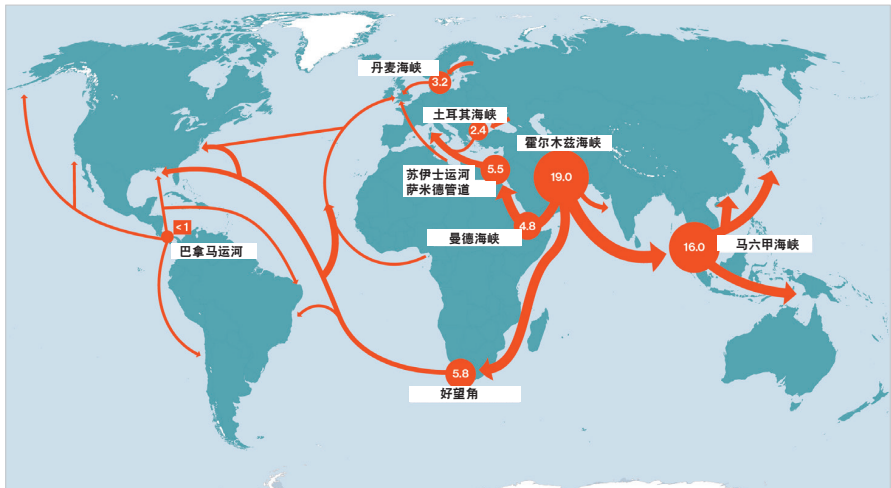 丹麦海峡
3.2
土耳其海峡
2.4
霍尔木兹海峡
苏伊士运河
萨米德管道
5.5
19.0
曼德海峡
4.8
<1
巴拿马运河
16.0
马六甲海峡
5.8
好望角